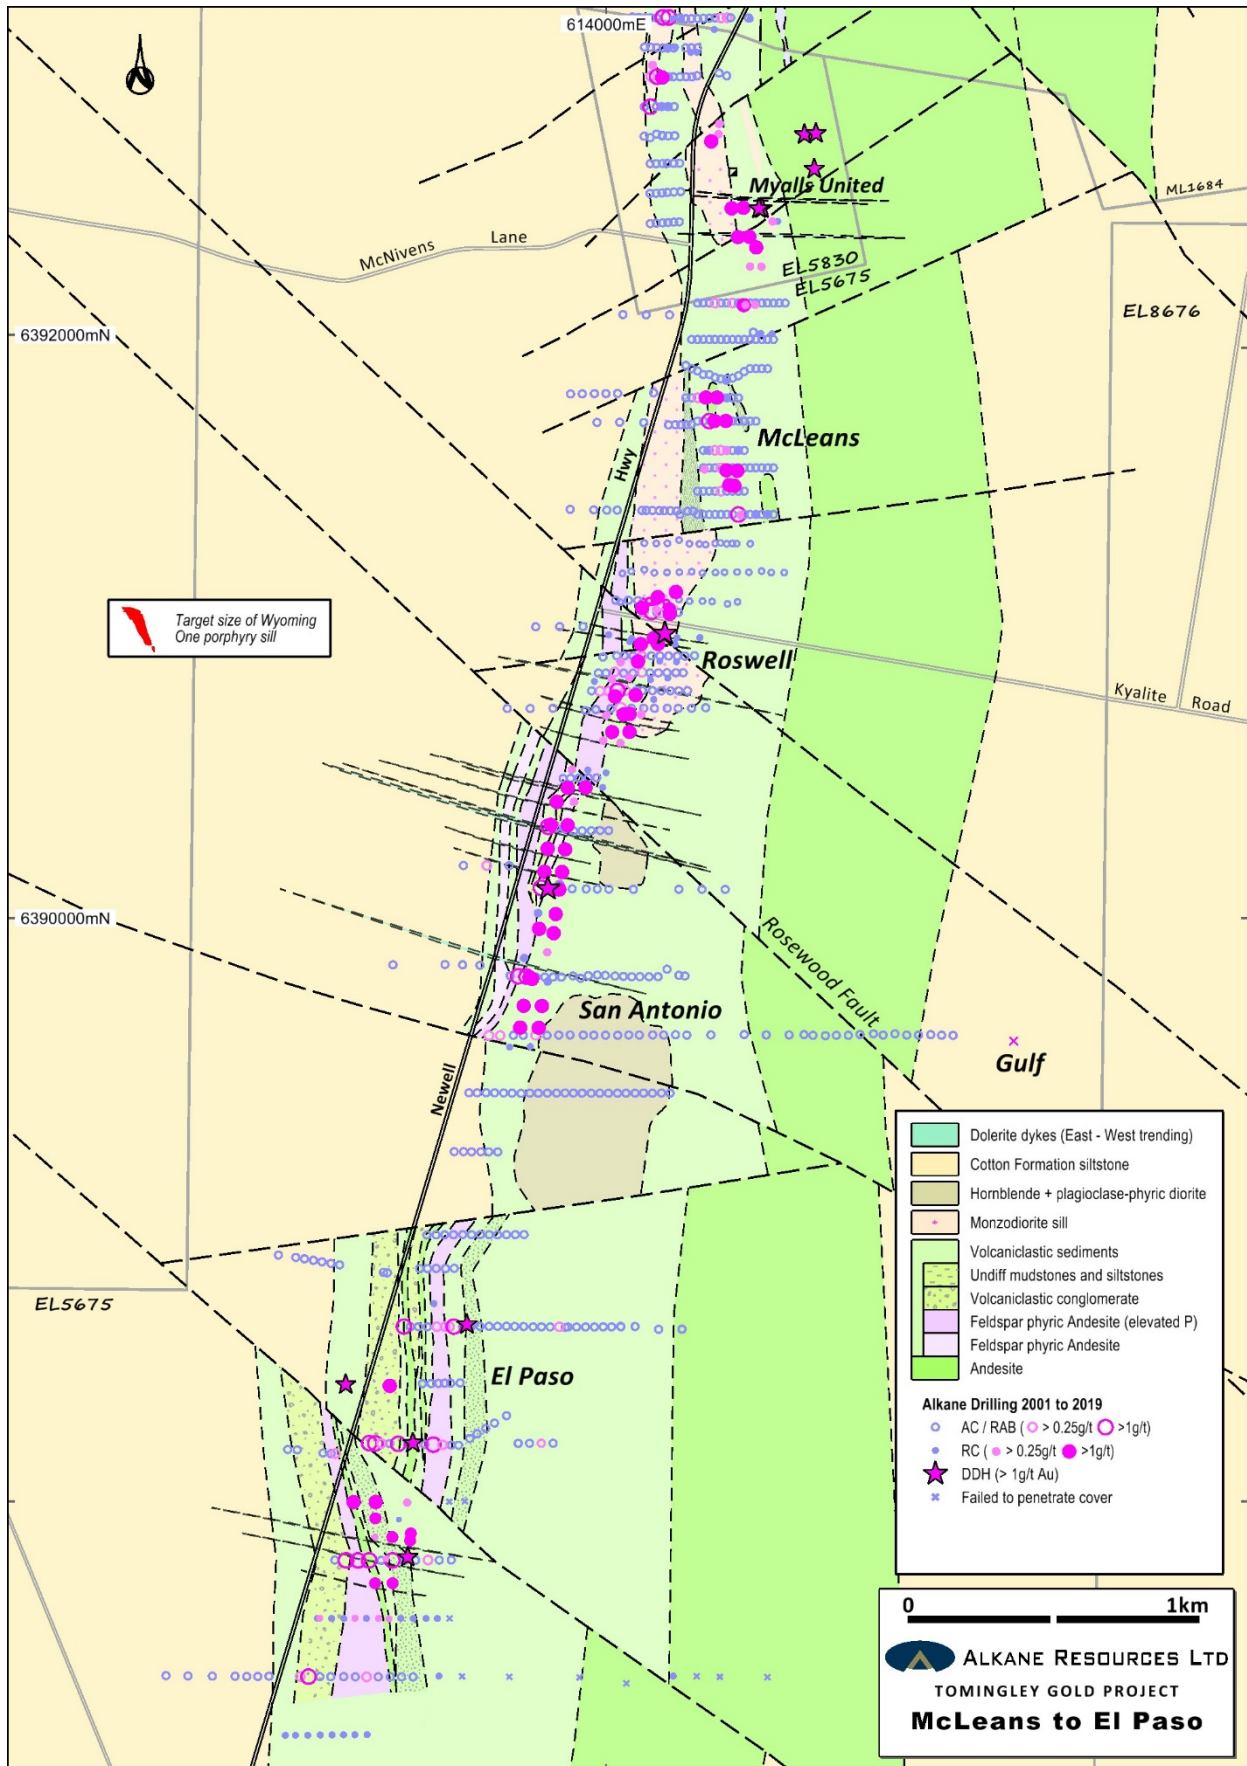 614000mE
Myalls United
ML1684
McNivens
Lane
EL5830
EL5675
EL8676
6392000mN
McLeans
Hwy
Target size of Wyoming
One porphyry sill
Roswell
Kyalite
Road
6390000mN
Rosewood Fault
San Antonio
Gulf
Newell
Dolerite dykes (East - West trending)
Cotton Formation siltstone
Hornblende + plagioclase-phyric diorite
Monzodiorite sill
Volcaniclastic sediments
Undiff mudstones and siltstones
Volcaniclastic conglomerate
Feldspar phyric Andesite (elevated P)
Feldspar phyric Andesite
Andesite
Alkane Drilling 2001 to 2019
AC / RAB ( > 0.25g/t >1g/t)
RC ( > 0.25g/t >1g/t)
DDH (> 1g/t Au)
Failed to penetrate cover
EL5675
El Paso
0 1km
ALKANE RESOURCES LTD
TOMINGLEY GOLD PROJECT
McLeans to El Paso